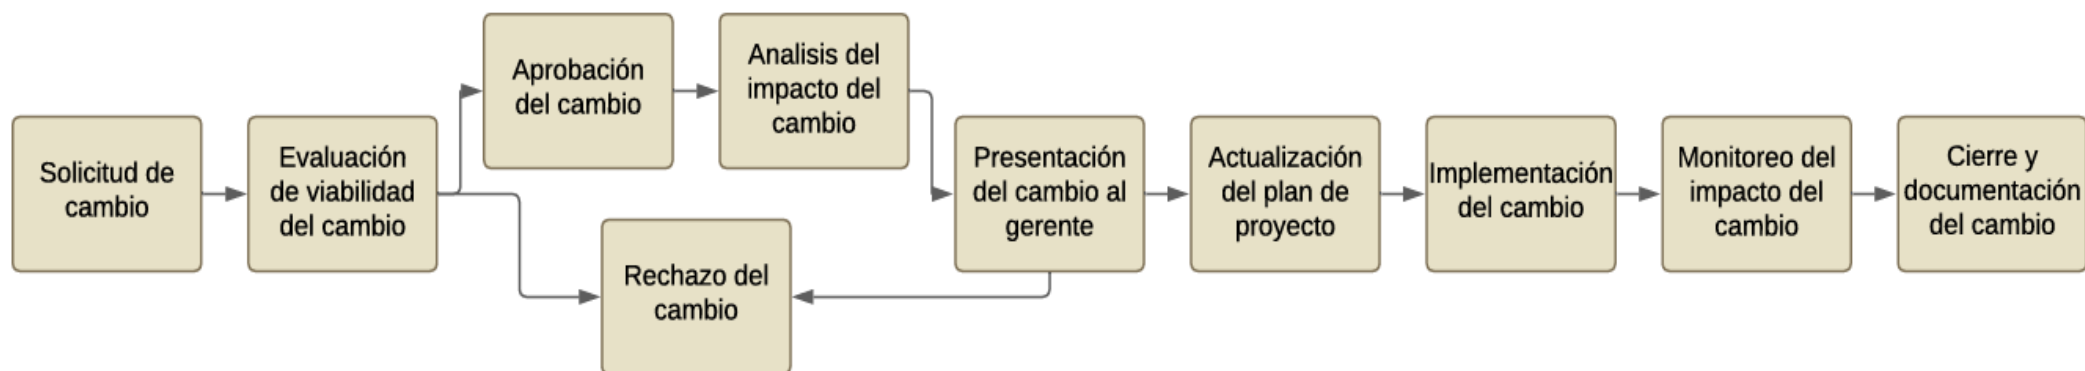 Solicitud de
cambio
Evaluación
de viabilidad
del cambio
Aprobación
del cambio
Analisis del
impacto del
cambio
Rechazo del
cambio
Presentación
del cambio al
gerente
Actualización
del plan de
proyecto
Implementación
del cambio
Monitoreo del
impacto del
cambio
Cierre y
documentación
del cambio